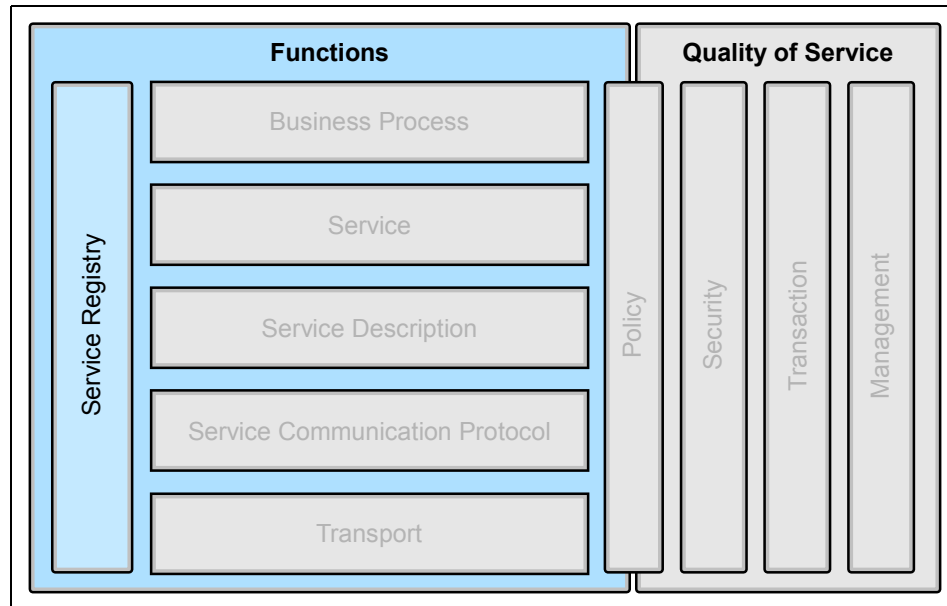 Functions
Quality of Service
Service Registry
Business Process
Service
Service Description
Service Communication Protocol
Transport
Policy
Security
Transaction
Management